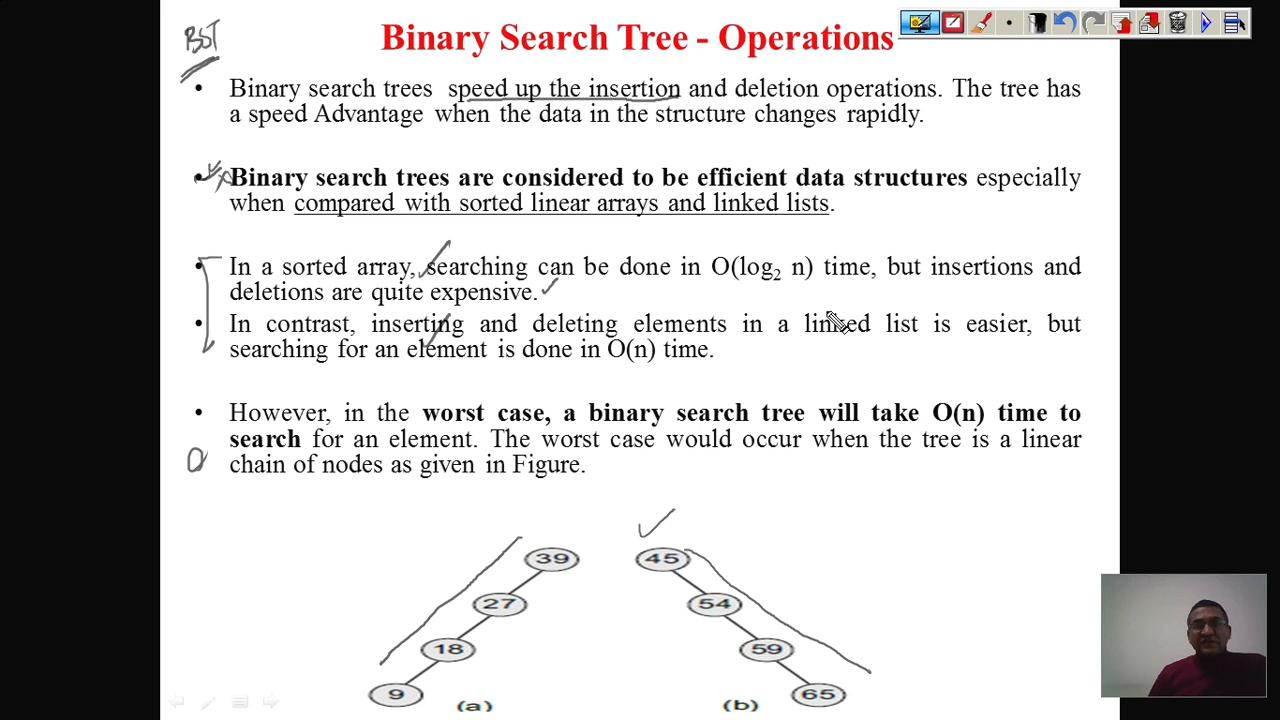 BST
Binary Search Tree - Operations
• Binary search trees speed up the insertion and deletion operations. The tree has
a speed Advantage when the data in the structure changes rapidly.
• Binary search trees are considered to be efficient data structures especially
when compared with sorted linear arrays and linked lists.
• In a sorted array, searching can be done in O(log₂ n) time, but insertions and
deletions are quite expensive.
• In contrast, inserting and deleting elements in a linked list is easier, but
searching for an element is done in O(n) time.
• However, in the worst case, a binary search tree will take O(n) time to
search for an element. The worst case would occur when the tree is a linear
chain of nodes as given in Figure.
39
27
18
9
(a)
45
54
59
65
(b)